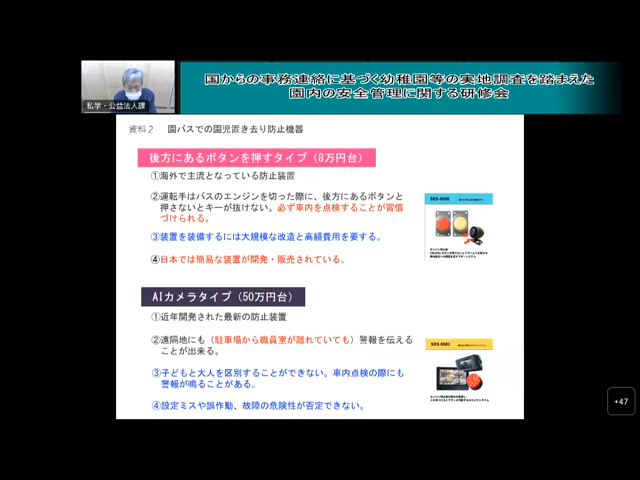 国からの事務連絡に基づく幼稚園等の実地調査を踏まえた
園内の安全管理に関する研修会
私学・公益法人課
資料2　園バスでの園児置き去り防止機器
後方にあるボタンを押すタイプ（8万円台）
①海外で主流となっている防止装置
②運転手はバスのエンジンを切った際に、後方にあるボタンと
押さないとキーが抜けない。必ず車内を点検することが習慣
づけられる。
③装置を装備するには大規模な改造と高額費用を要する。
④日本では簡易な装置が開発・販売されている。
SOS-0006
AIカメラタイプ（50万円台）
①近年開発された最新の防止装置
②遠隔地にも（駐車場から職員室が離れていても）警報を伝える
ことが出来る。
③子どもと大人を区別することができない。車内点検の際にも
警報が鳴ることがある。
④設定ミスや誤作動、故障の危険性が否定できない。
SOS-0001
+47